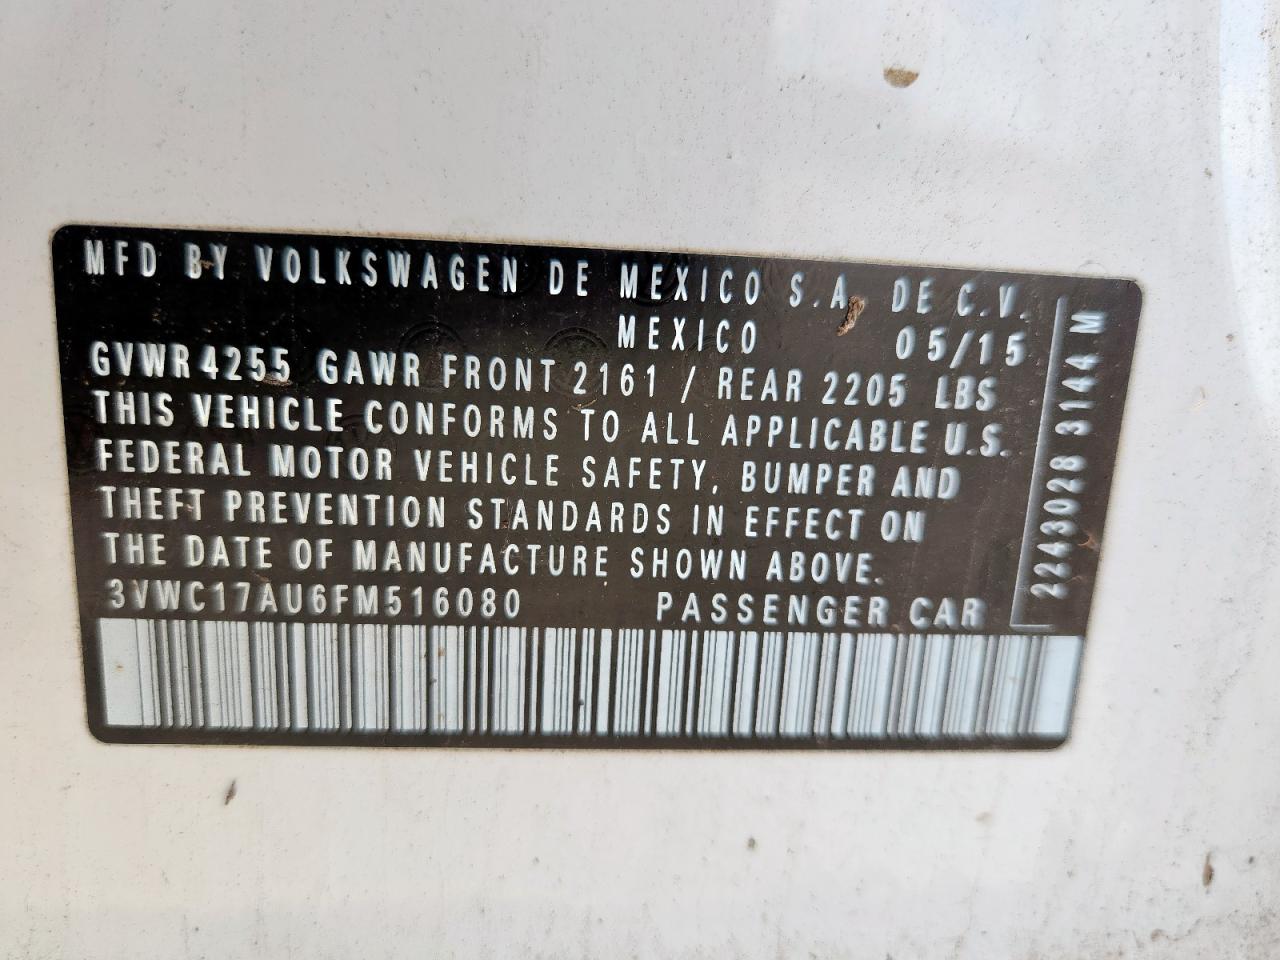 MFD BY VOLKSWAGEN DE MEXICO S.A. DE C.V.
MEXICO 05/15
GVWR 4255 GAWR FRONT 2161 / REAR 2205 LBS
THIS VEHICLE CONFORMS TO ALL APPLICABLE U.S.
FEDERAL MOTOR VEHICLE SAFETY, BUMPER AND
THEFT PREVENTION STANDARDS IN EFFECT ON
THE DATE OF MANUFACTURE SHOWN ABOVE.
3VWC17AU6FM516080 PASSENGER CAR
2243028 3144 M